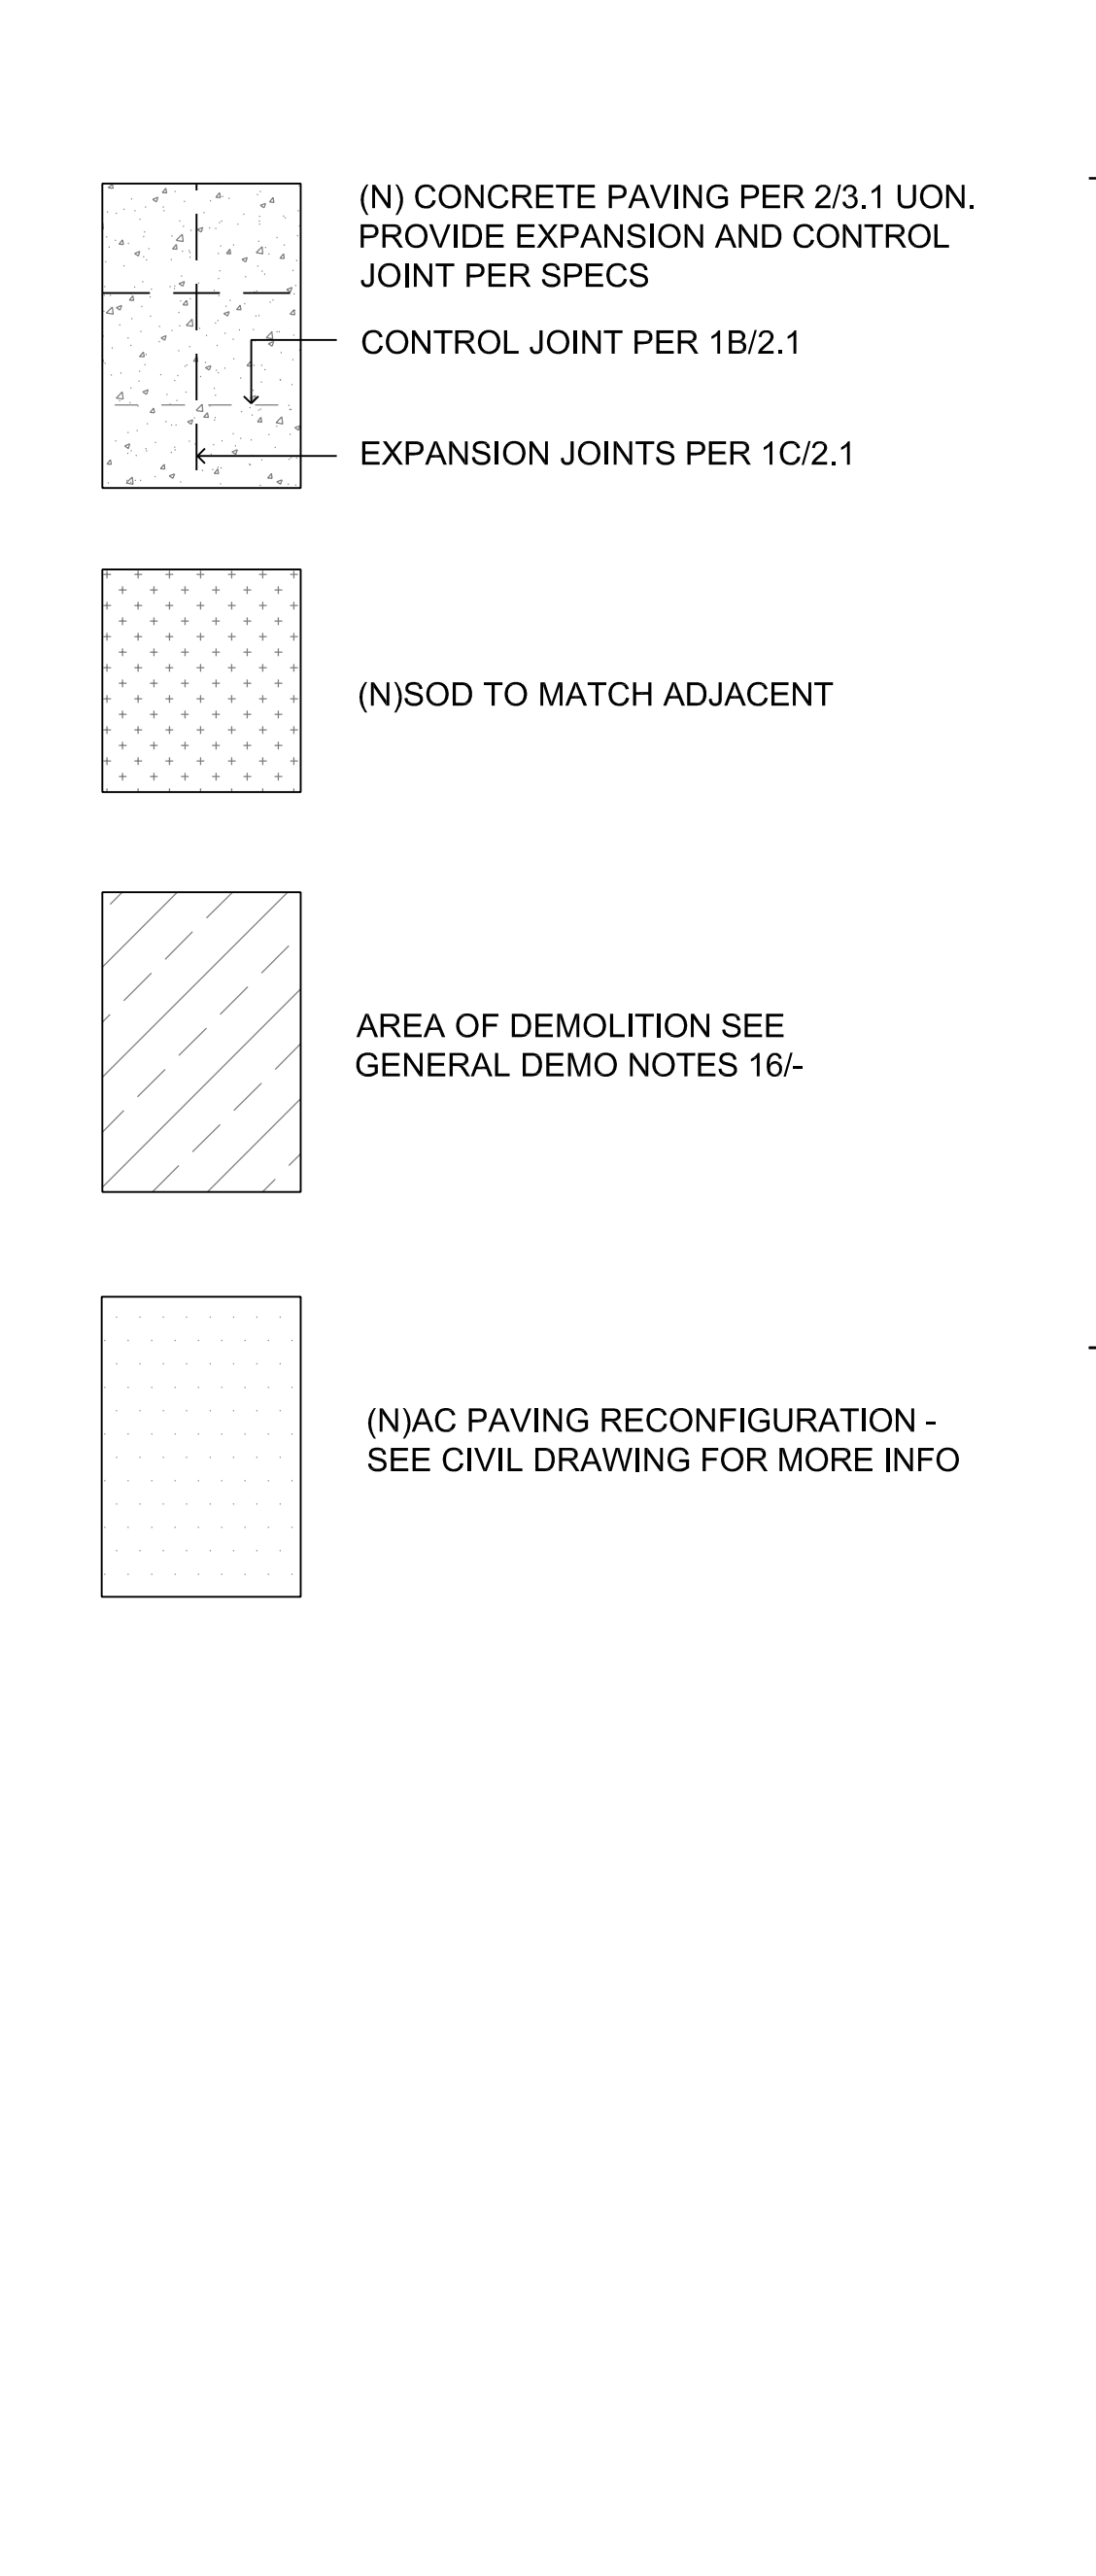 (N) CONCRETE PAVING PER 2/3.1 UON.
PROVIDE EXPANSION AND CONTROL
JOINT PER SPECS
CONTROL JOINT PER 1B/2.1
EXPANSION JOINTS PER 1C/2.1
(N)SOD TO MATCH ADJACENT
AREA OF DEMOLITION SEE
GENERAL DEMO NOTES 16/-
(N)AC PAVING RECONFIGURATION -
SEE CIVIL DRAWING FOR MORE INFO